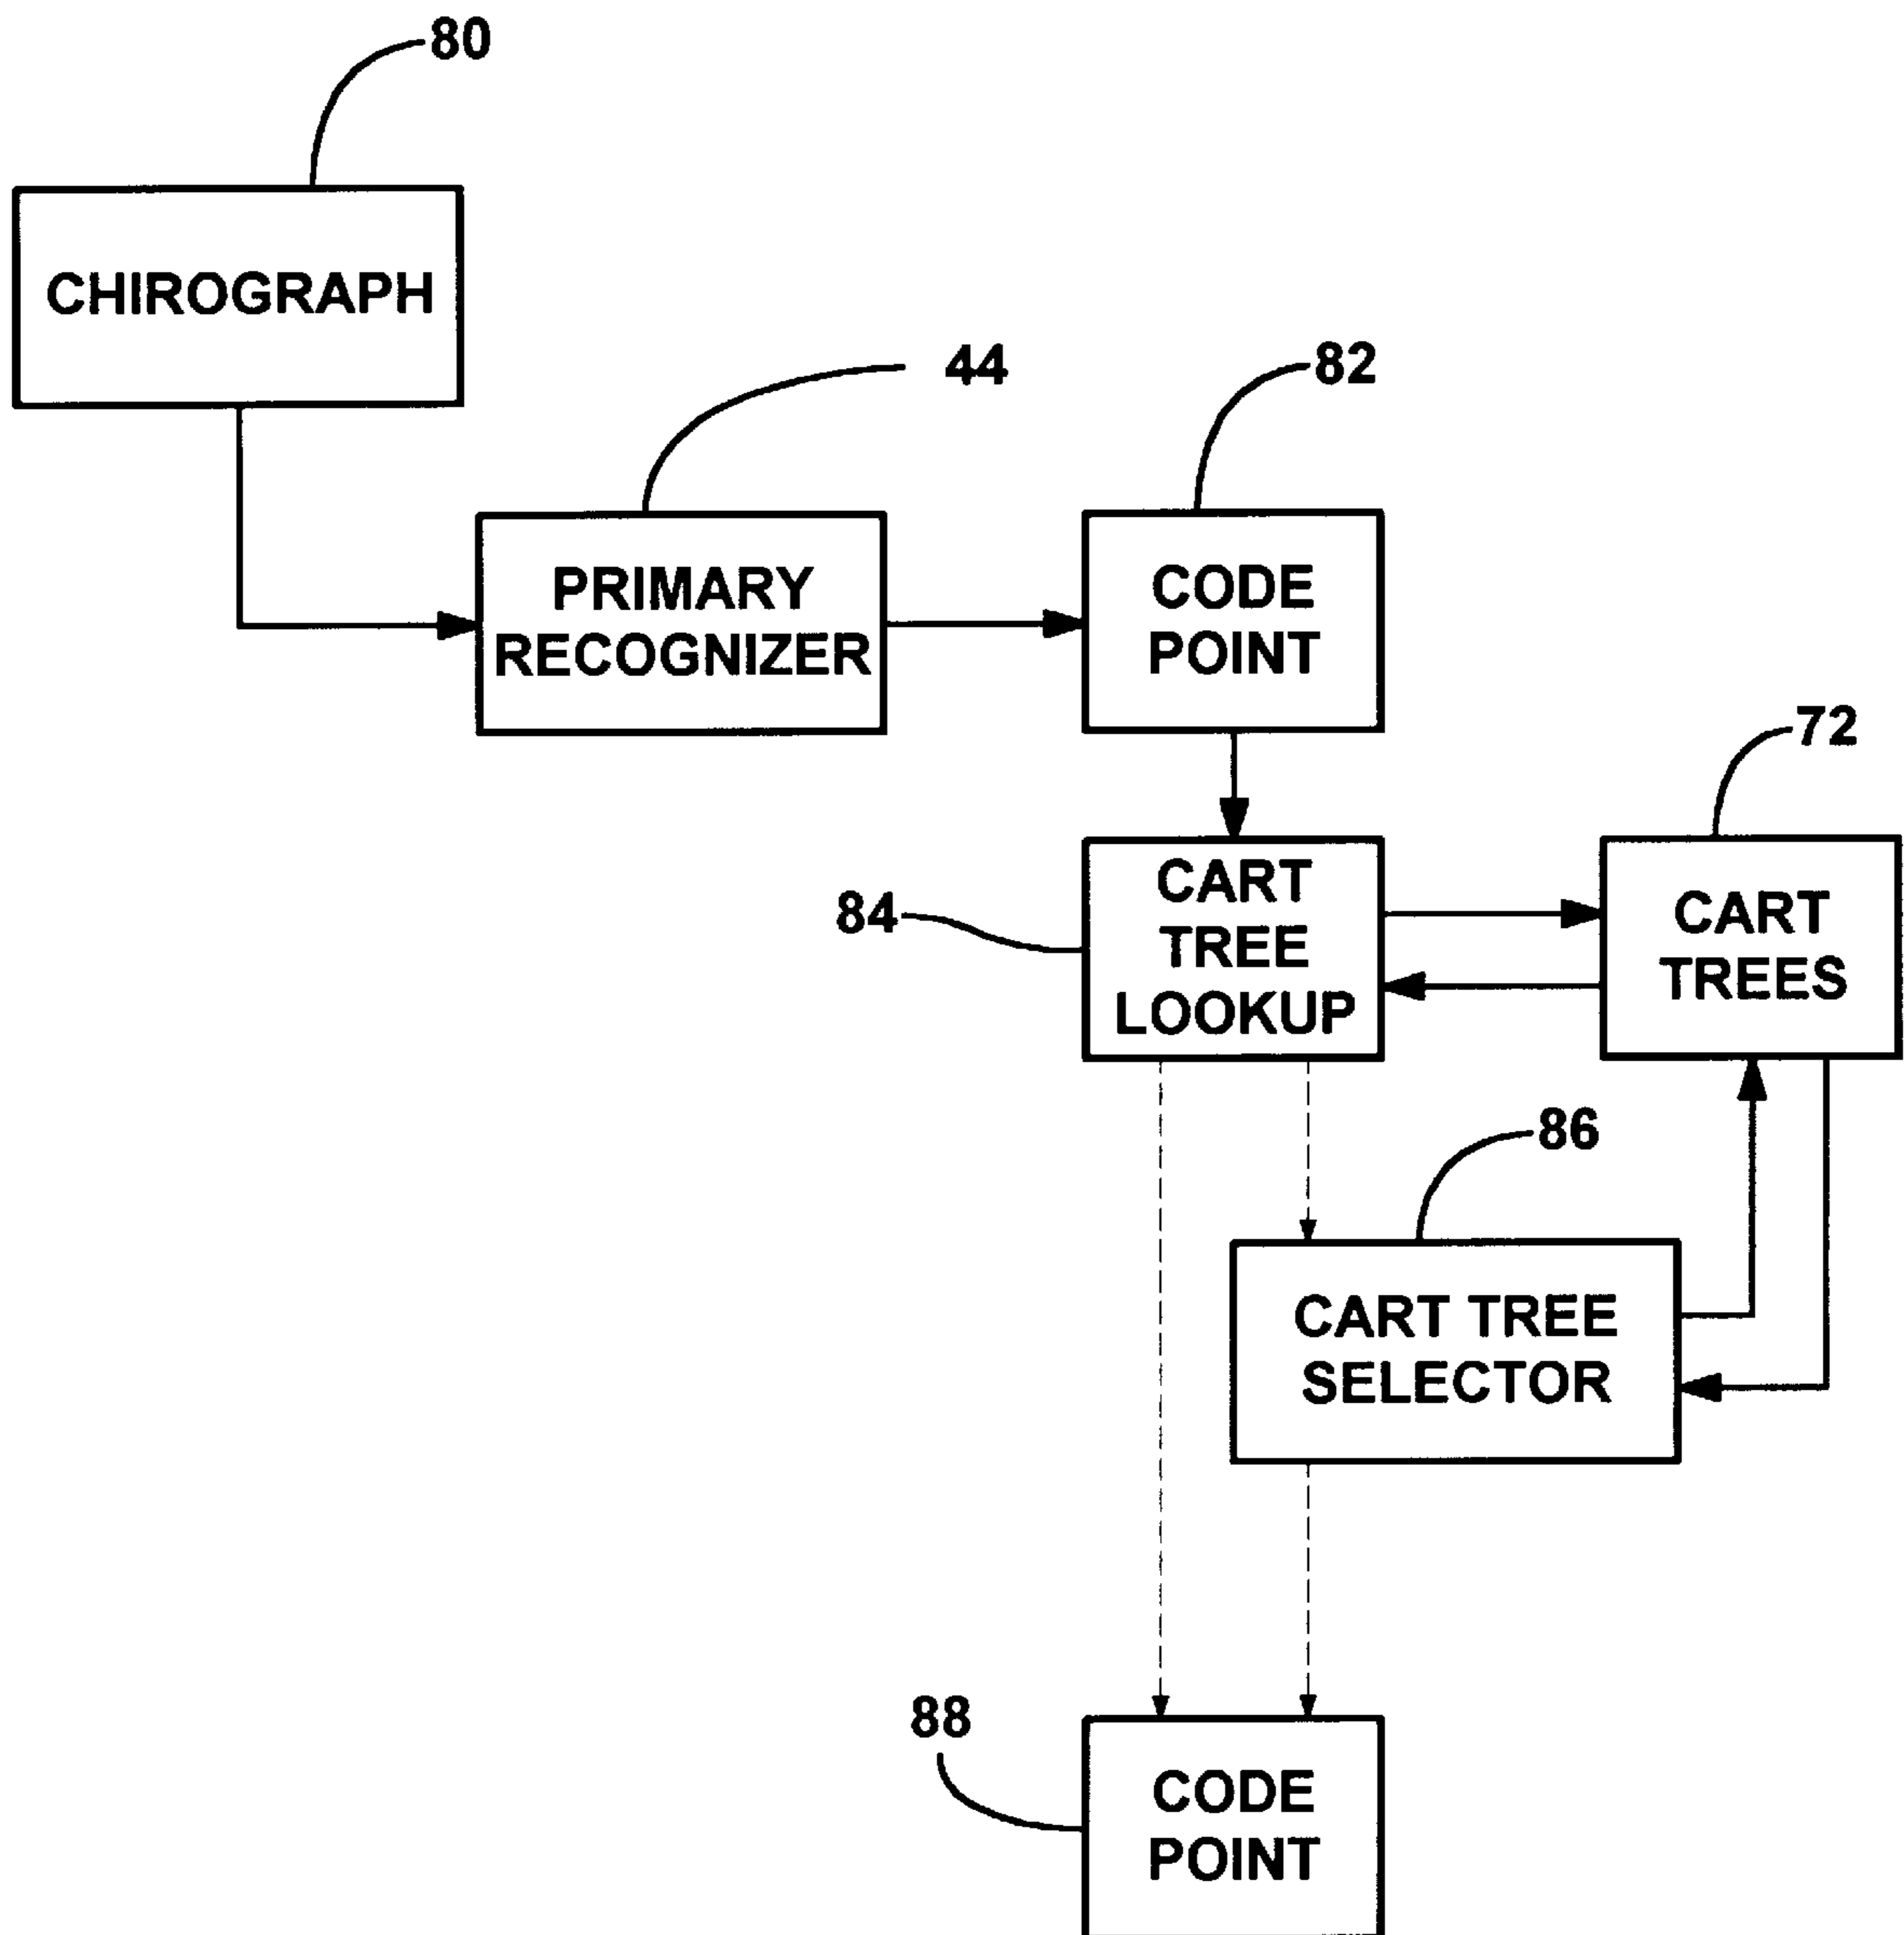 80
CHIROGRAPH
44
82
PRIMARY
RECOGNIZER
CODE
POINT
72
84
CART
TREE
LOOKUP
CART
TREES
86
CART TREE
SELECTOR
88
CODE
POINT